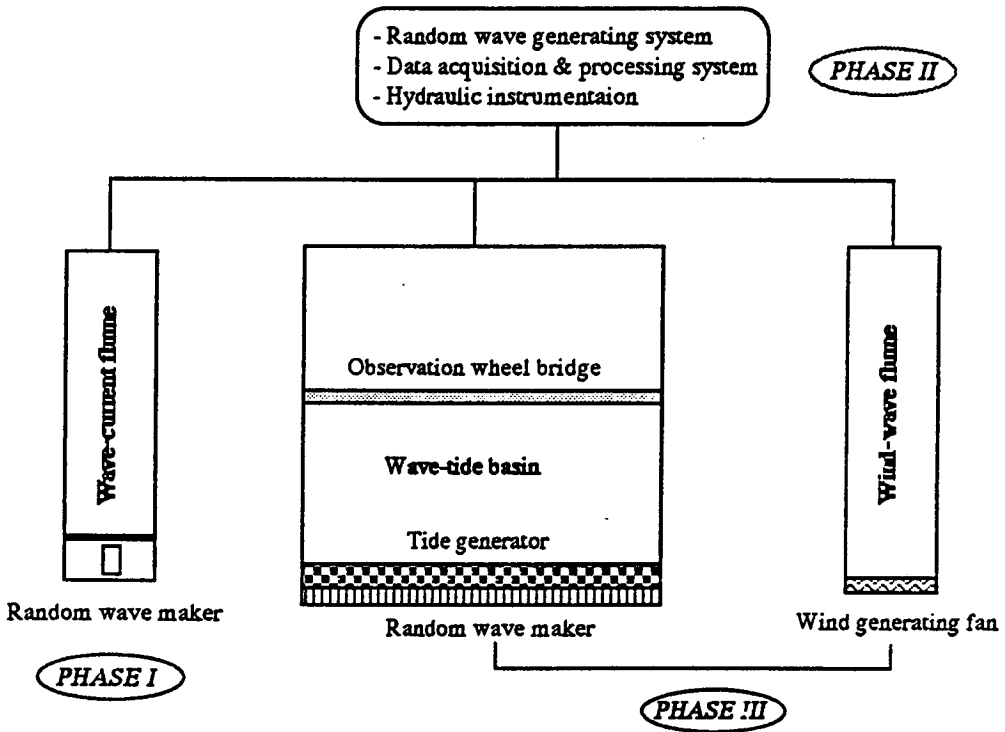 - Random wave generating system
- Data acquisition & processing system
- Hydraulic instrumentaion
PHASE II
Wave-current flume
Observation wheel bridge
Wave-tide basin
Tide generator
Wind-wave flume
Random wave maker
Random wave maker
Wind generating fan
PHASE I
PHASE !II